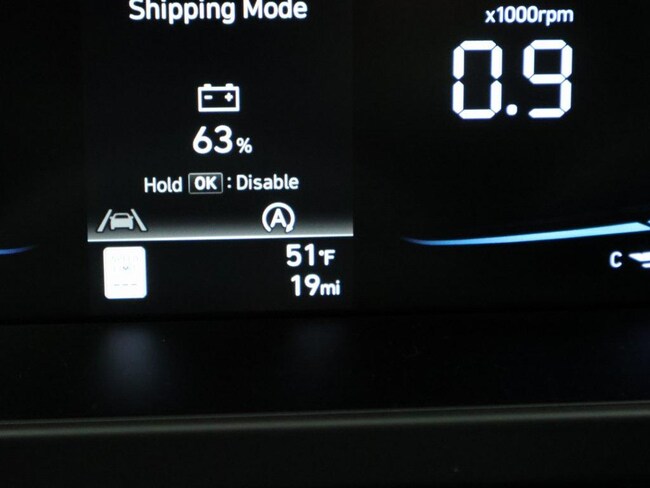 Shipping Mode
63%
Hold OK : Disable
A
51°F
19mi
x1000rpm
0.9
C